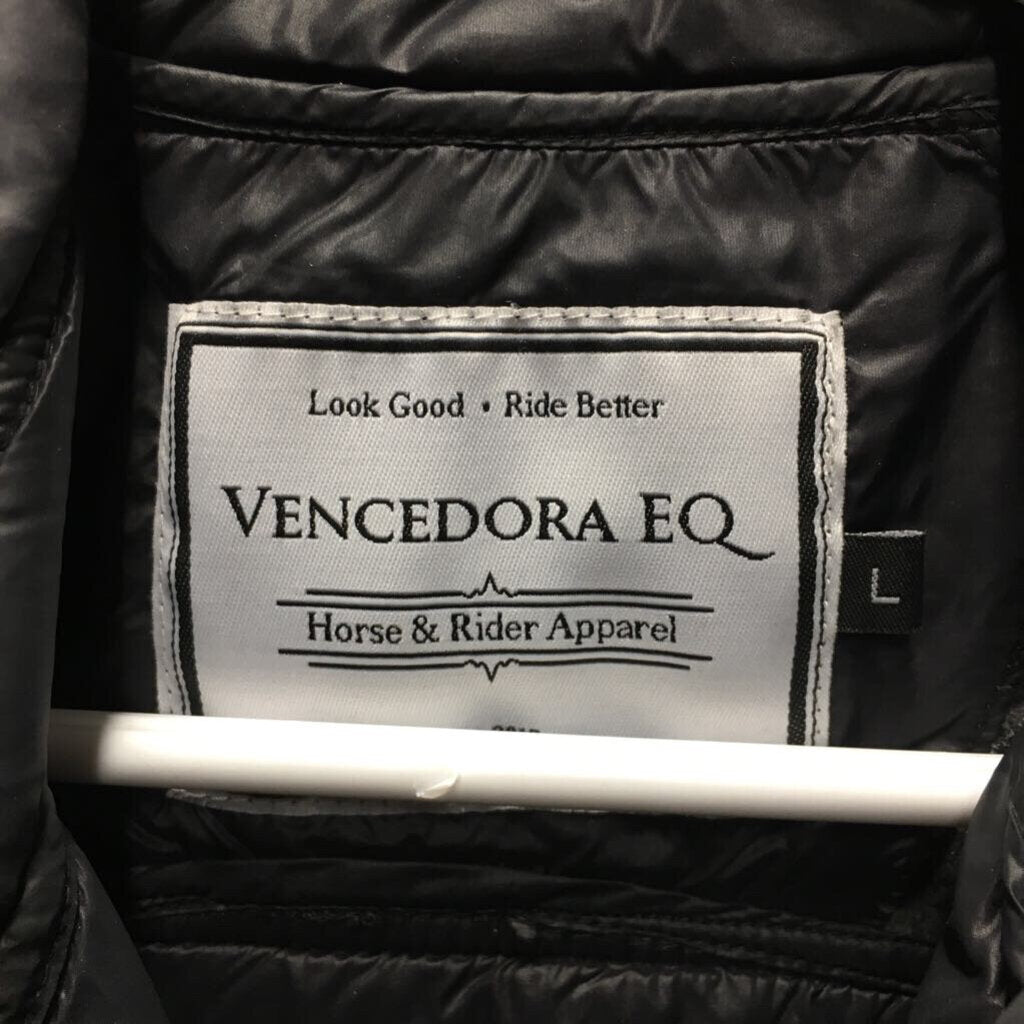 Look Good • Ride Better
VENCEDORA EQ
L
Horse & Rider Apparel